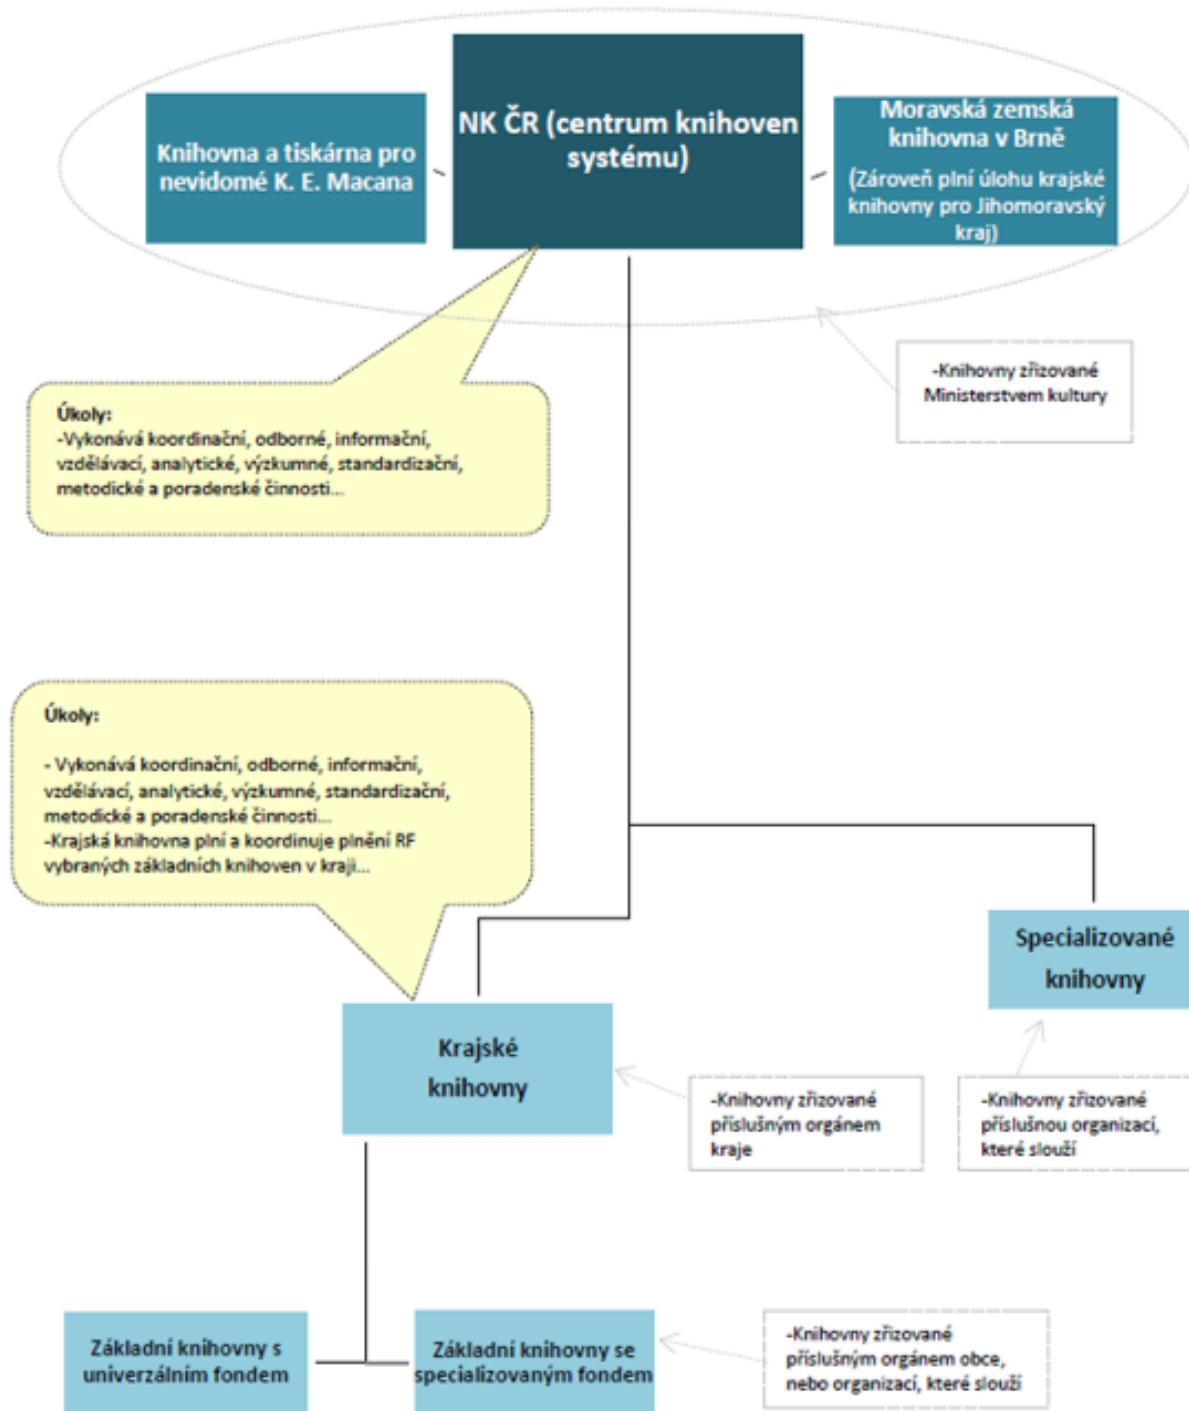 Knihovna a tiskárna pro
nevidomé K. E. Macana
NK ČR (centrum knihoven
systému)
Moravská zemská
knihovna v Brně
(Zároveň plní úlohu krajské
knihovny pro Jihomoravský
kraj)
-Knihovny zřizované
Ministerstvem kultury
Úkoly:
-Vykonává koordinační, odborné, informační,
vzdělávací, analytické, výzkumné, standardizační,
metodické a poradenské činnosti...
Úkoly:
- Vykonává koordinační, odborné, informační,
vzdělávací, analytické, výzkumné, standardizační,
metodické a poradenské činnosti...
-Krajská knihovna plní a koordinuje plnění RF
vybraných základních knihoven v kraji...
Specializované
knihovny
Krajské
knihovny
-Knihovny zřizované
příslušným orgánem
kraje
-Knihovny zřizované
příslušnou organizací,
které slouží
Základní knihovny s
univerzálním fondem
Základní knihovny se
specializovaným fondem
-Knihovny zřizované
příslušným orgánem obce,
nebo organizací, které slouží